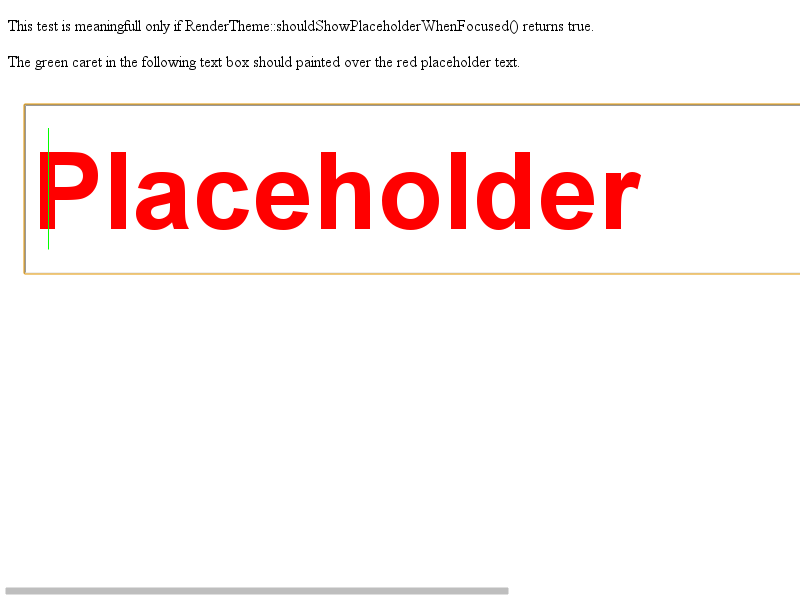 This test is meaningfull only if RenderTheme::shouldShowPlaceholderWhenFocused() returns true.
The green caret in the following text box should painted over the red placeholder text.
Placeholder